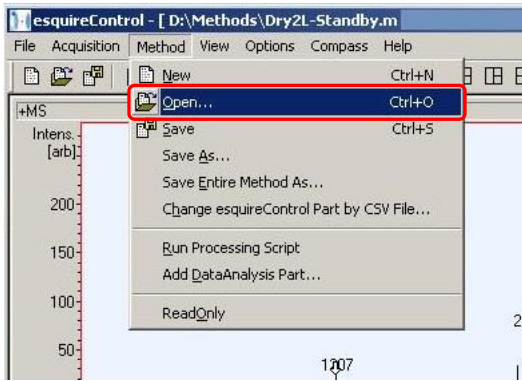 esquireControl - [ D:\Methods\Dry2L-Standby.m
File Acquisition Method View Options Compass Help
New Ctrl+N
Open... Ctrl+O
Save Ctrl+S
Save As...
Save Entire Method As...
Change esquireControl Part by CSV File...
Run Processing Script
Add DataAnalysis Part...
ReadOnly
+MS
Intens.
[arb]
200
150
100
50
1207
2